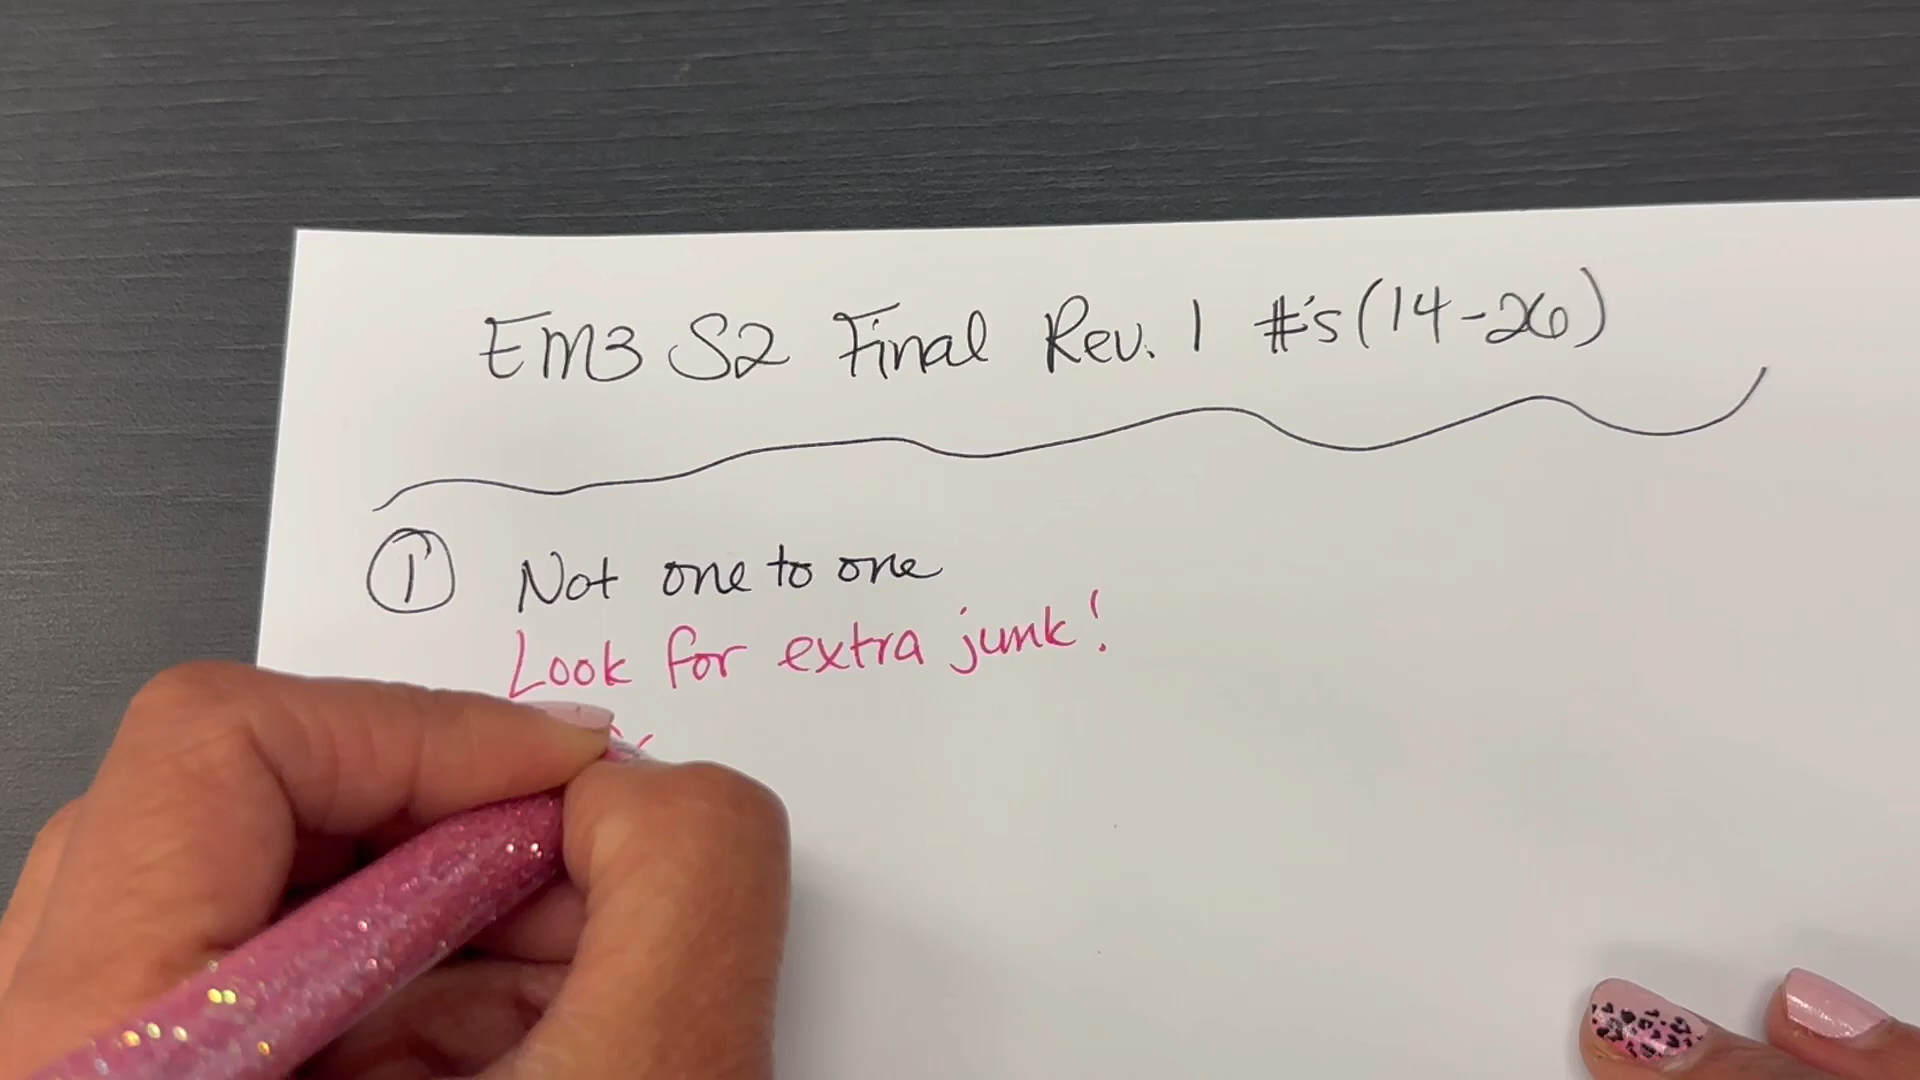 EM3 S2 Final Rev. 1 #'s (14-26)
① Not one to one
Look for extra junk!